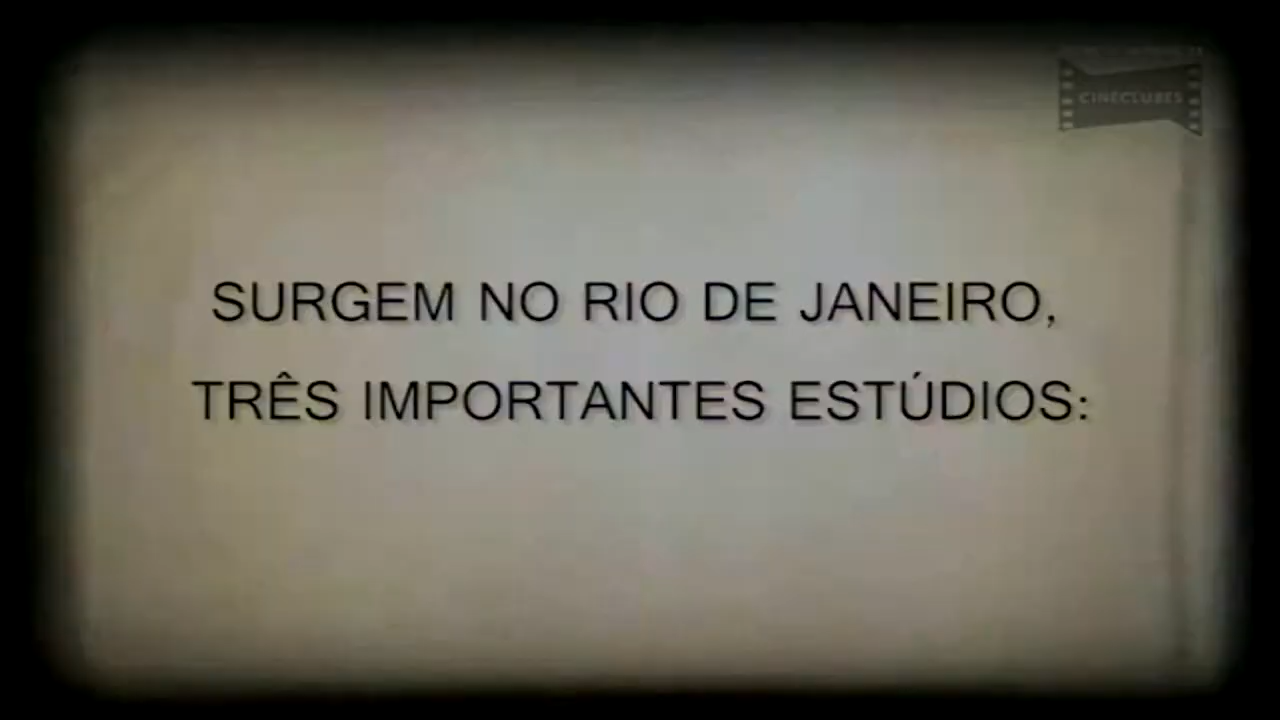 CINECLUBES
SURGEM NO RIO DE JANEIRO,
TRÊS IMPORTANTES ESTÚDIOS: